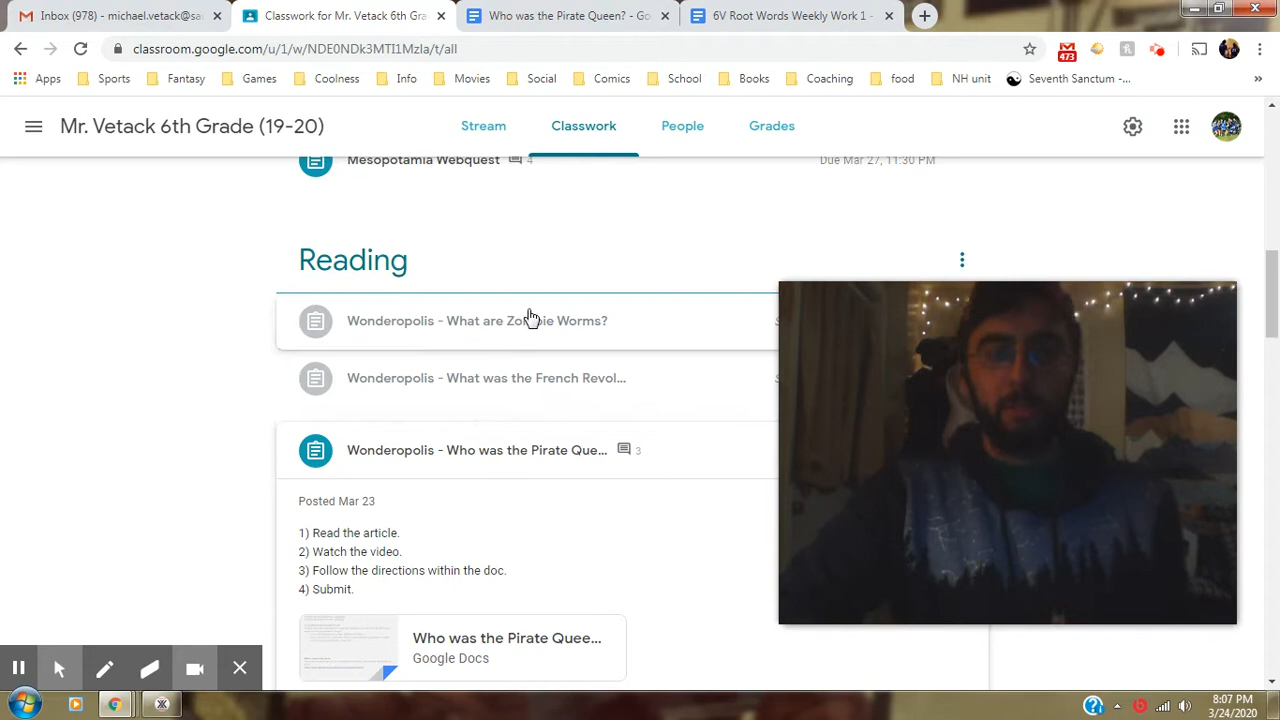 Inbox (978) - michael.vetack@sa
Classwork for Mr. Vetack 6th Gra
Who was the Pirate Queen? - Go
6V Root Words Weekly Work 1 -
classroom.google.com/u/1/w/NDE0NDk3MTI1Mzla/t/all
473
Apps
Sports
Fantasy
Games
Coolness
Info
Movies
Social
Comics
School
Books
Coaching
food
NH unit
Seventh Sanctum -...
»
Mr. Vetack 6th Grade (19-20)
Stream
Classwork
People
Grades
Mesopotamia Webquest 4
Due Mar 27, 11:30 PM
Reading
Wonderopolis - What are Zombie Worms?
Wonderopolis - What was the French Revol...
Wonderopolis - Who was the Pirate Que... 3
Posted Mar 23
1) Read the article.
2) Watch the video.
3) Follow the directions within the doc.
4) Submit.
Who was the Pirate Quee...
Google Docs
8:07 PM
3/24/2020